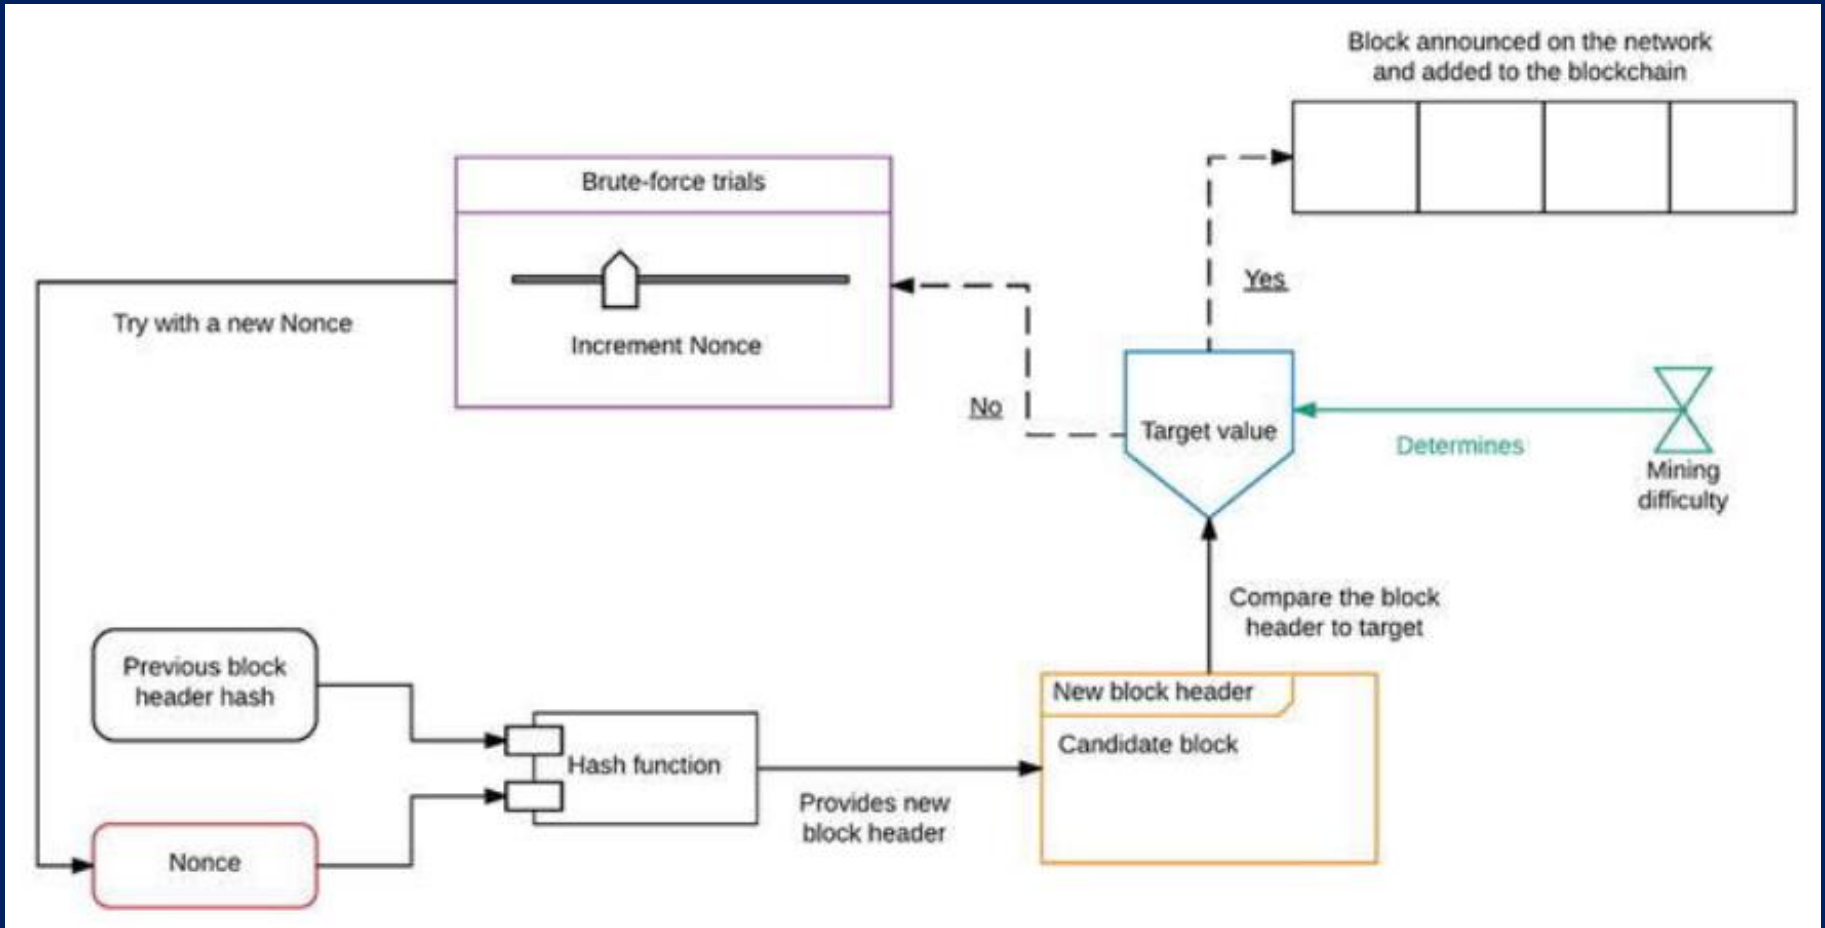 Block announced on the network
and added to the blockchain
Brute-force trials
Increment Nonce
Try with a new Nonce
Yes
No
Target value
Determines
Mining
difficulty
Compare the block
header to target
Previous block
header hash
New block header
Candidate block
Hash function
Provides new
block header
Nonce